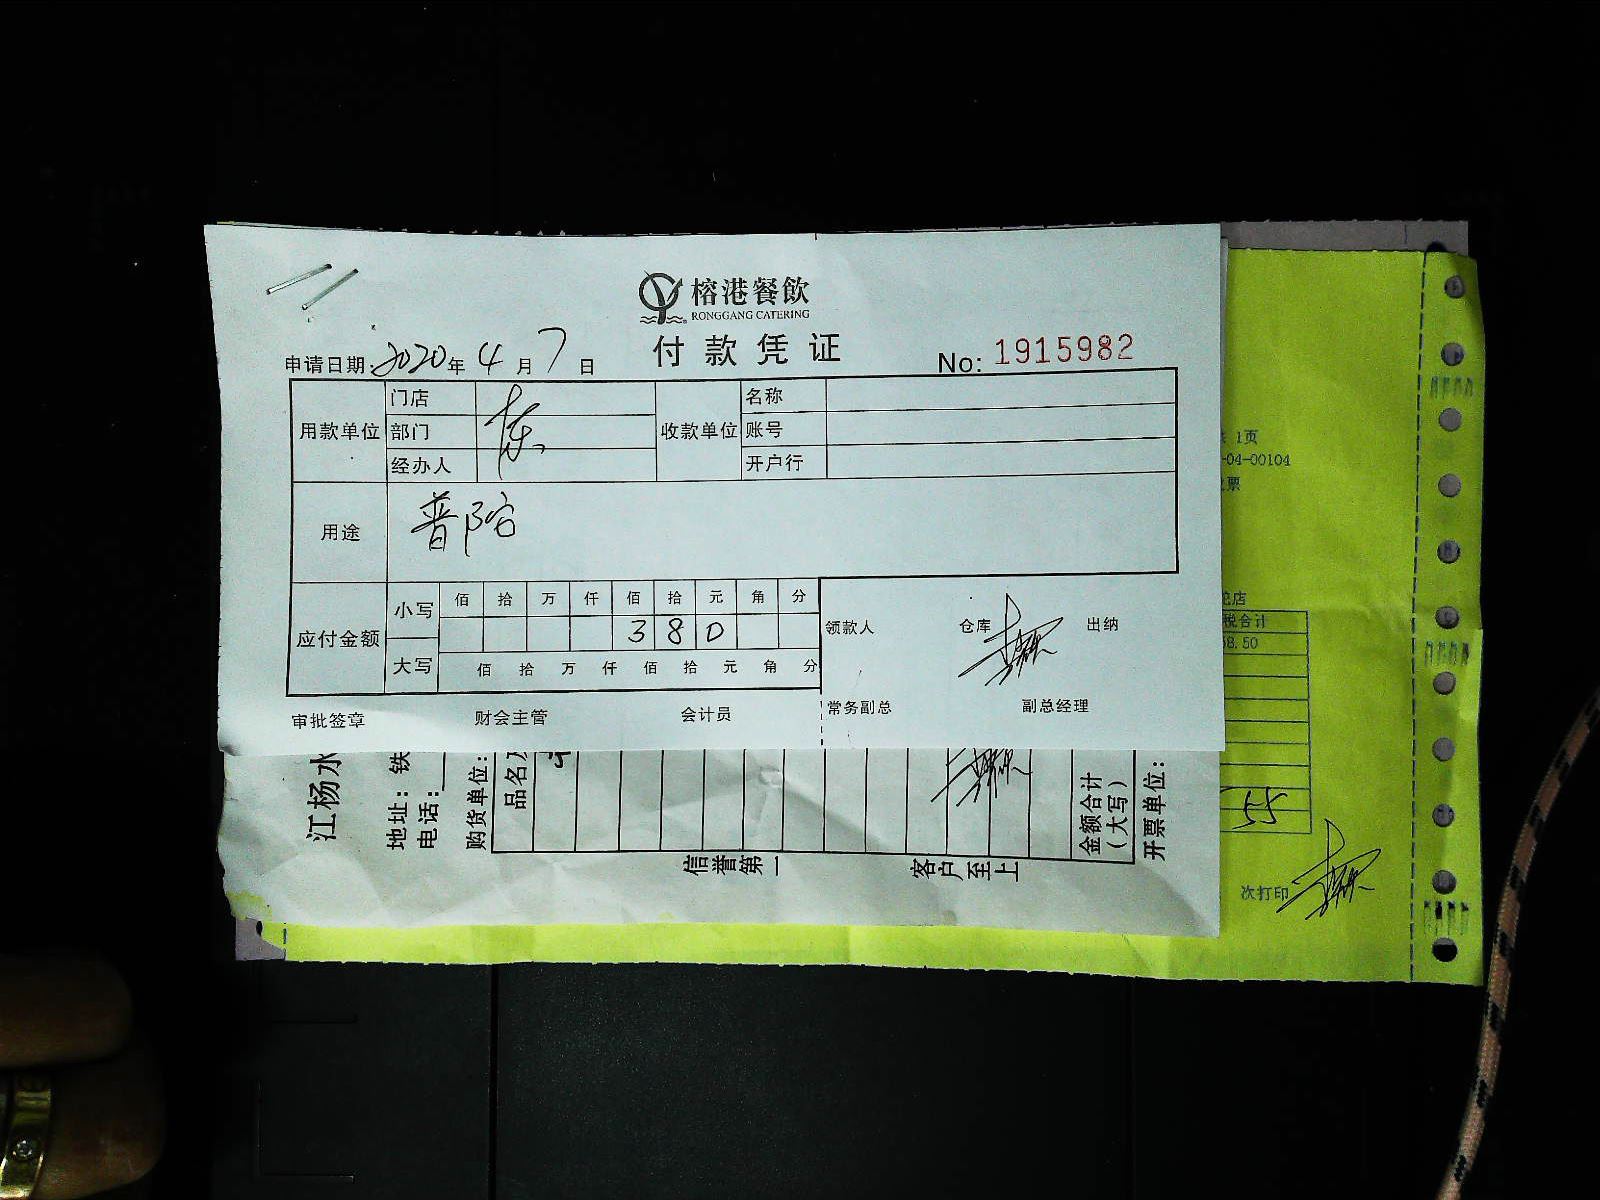 榕港餐飲
RONGGANG CATERING
付款凭证
申请日期:2020年4月7日
No: 1915982
用款单位
门店
部门
经办人
陈
收款单位
名称
账号
开户行
用途
普陀
应付金额
小写
佰 拾 万 仟 佰 拾 元 角 分
3 8 0
大写
佰 拾 万 仟 佰 拾 元 角 分
领款人
仓库
出纳
审批签章
财会主管
会计员
常务副总
副总经理
江杨水
地址:铁
电话:
购货单位:
品名及
金额合计
(大写)
开票单位:
信誉第一
客户至上
1页
-04-00104
票
店
税合计
8.50
55
次打印